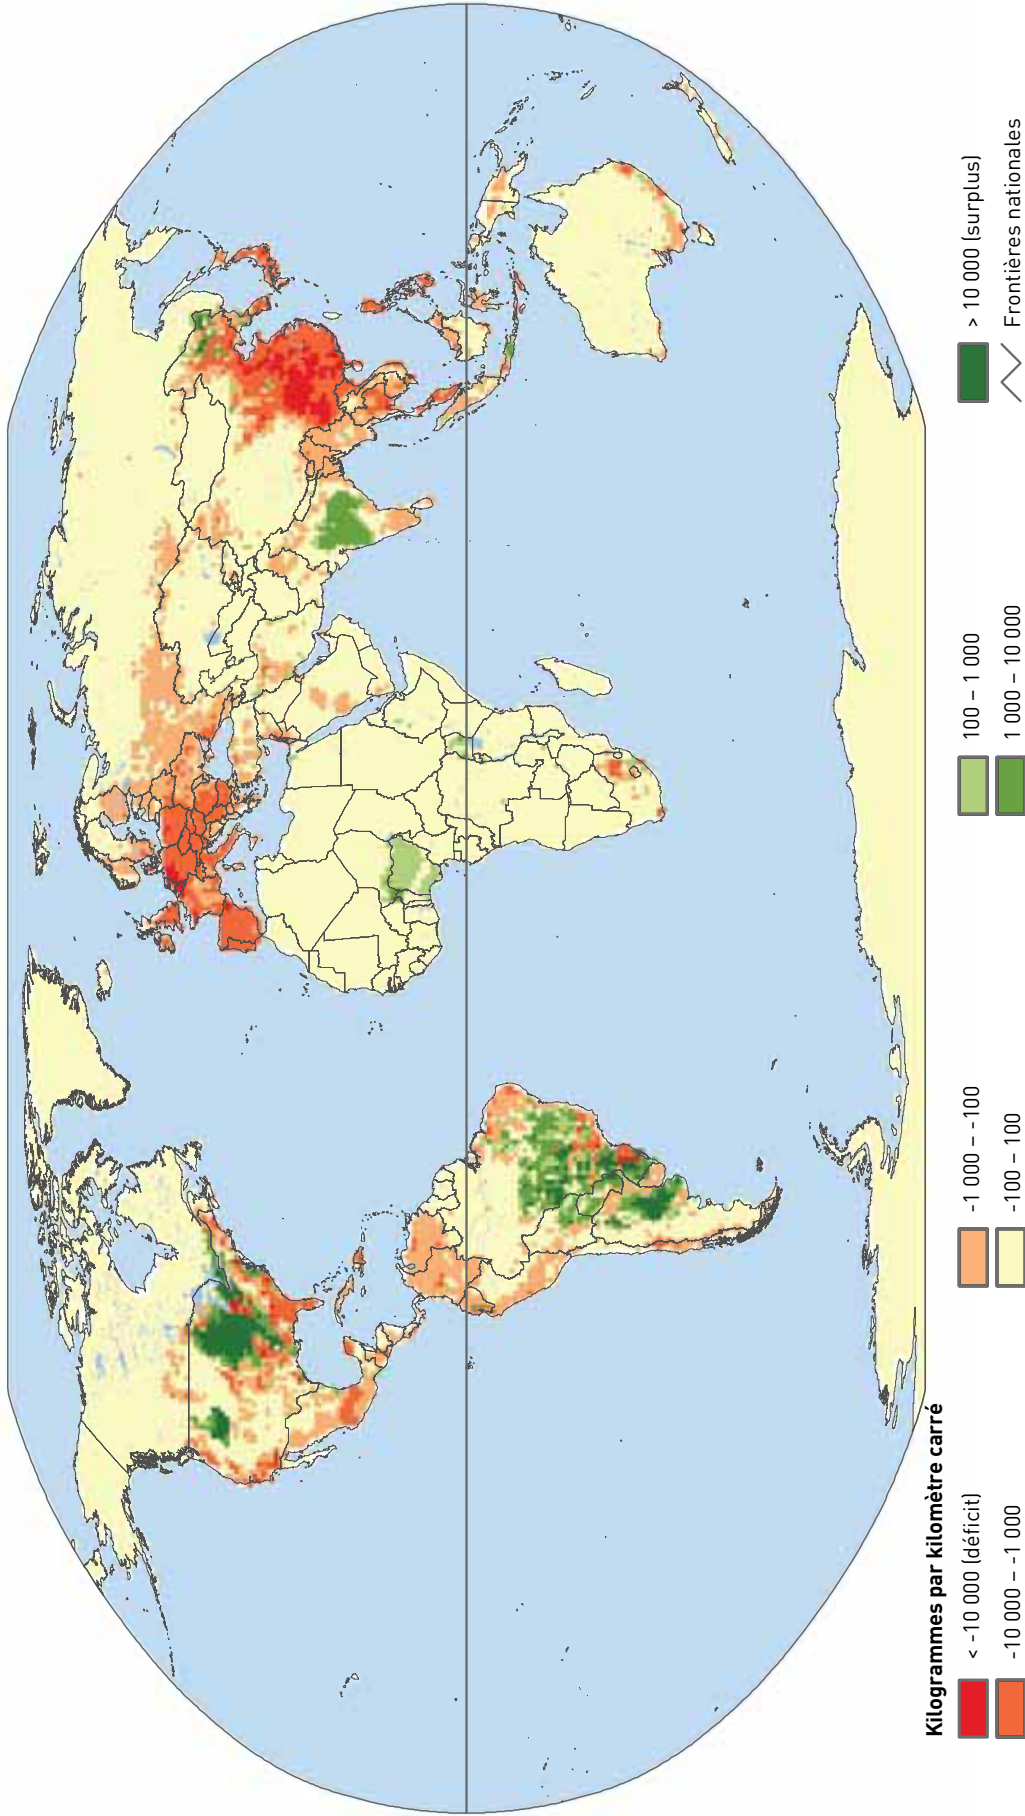 Kilogrammes par kilomètre carré
< -10 000 (déficit)
-10 000 – -1 000
-1 000 – -100
-100 – 100
100 – 1 000
1 000 – 10 000
> 10 000 (surplus)
Frontières nationales